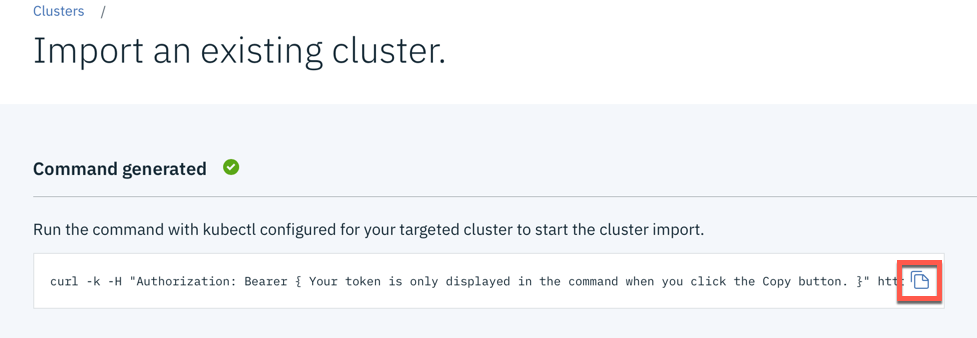 Clusters /
Import an existing cluster.
Command generated
Run the command with kubectl configured for your targeted cluster to start the cluster import.
curl -k -H "Authorization: Bearer { Your token is only displayed in the command when you click the Copy button. }" htt